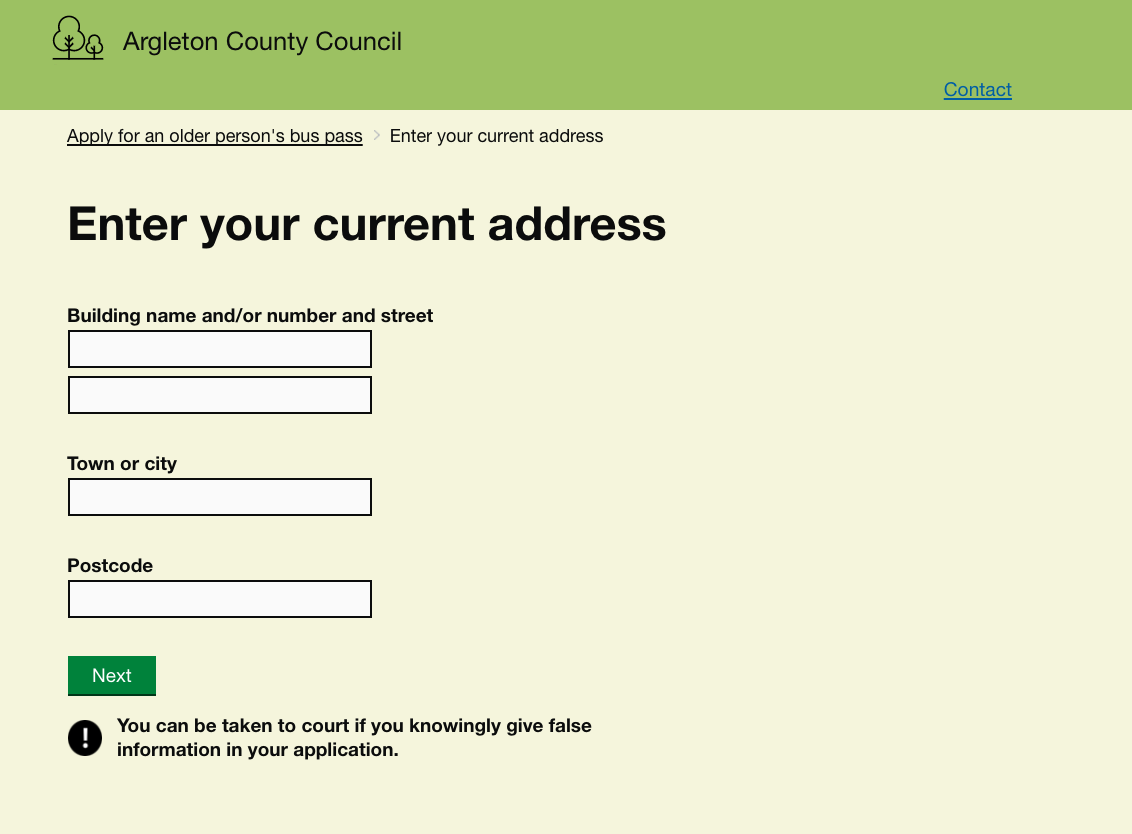 Argleton County Council
Contact
Apply for an older person's bus pass > Enter your current address
Enter your current address
Building name and/or number and street
Town or city
Postcode
Next
You can be taken to court if you knowingly give false
information in your application.